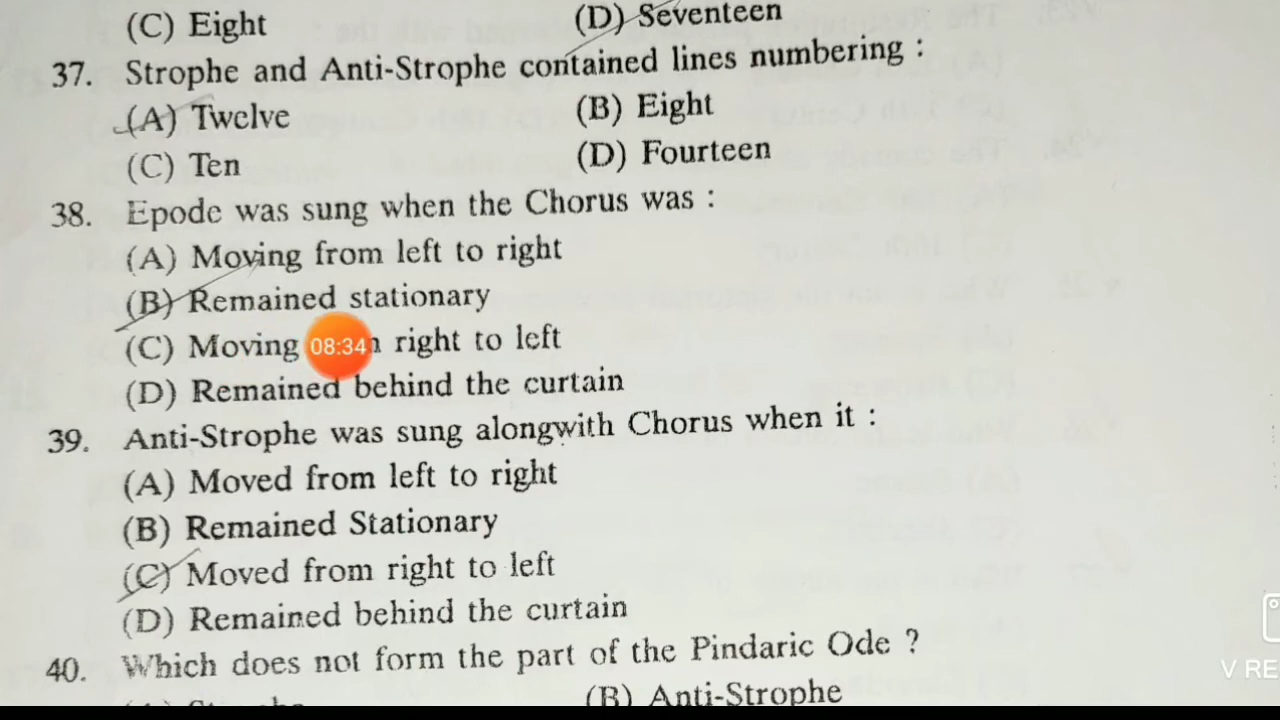 (C) Eight (D) Seventeen
37. Strophe and Anti-Strophe contained lines numbering :
(A) Twelve (B) Eight
(C) Ten (D) Fourteen
38. Epode was sung when the Chorus was :
(A) Moving from left to right
(B) Remained stationary
(C) Moving 08:34 right to left
(D) Remained behind the curtain
39. Anti-Strophe was sung alongwith Chorus when it :
(A) Moved from left to right
(B) Remained Stationary
(C) Moved from right to left
(D) Remained behind the curtain
40. Which does not form the part of the Pindaric Ode ?
V RE
(B) Anti-Strophe